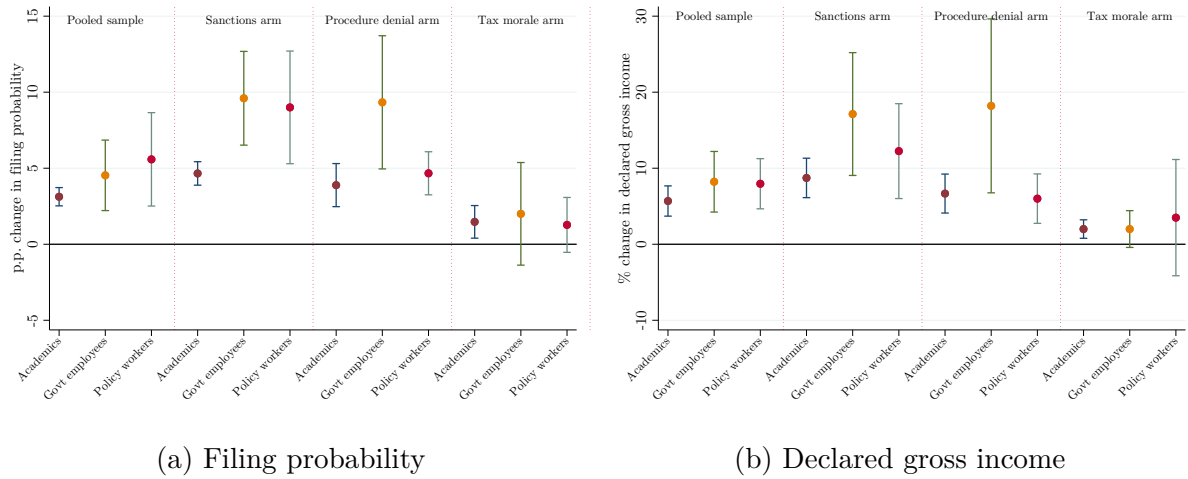 Pooled sample
Sanctions arm
Procedure denial arm
Tax morale arm
p.p. change in filing probability
15
10
5
0
-5
Academics
Govt employees
Policy workers
Academics
Govt employees
Policy workers
Academics
Govt employees
Policy workers
Academics
Govt employees
Policy workers
(a) Filing probability
Pooled sample
Sanctions arm
Procedure denial arm
Tax morale arm
% change in declared gross income
30
20
10
0
-10
Academics
Govt employees
Policy workers
Academics
Govt employees
Policy workers
Academics
Govt employees
Policy workers
Academics
Govt employees
Policy workers
(b) Declared gross income